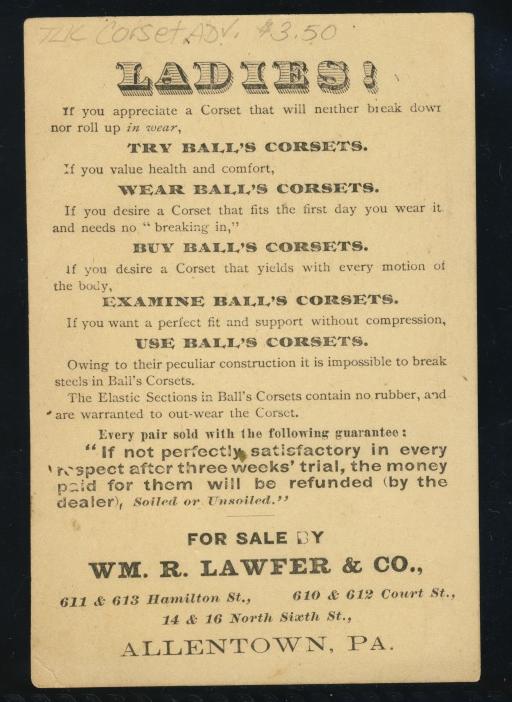 TLK Corset Adv. $3.50
LADIES!
If you appreciate a Corset that will neither break down
nor roll up in wear,
TRY BALL'S CORSETS.
If you value health and comfort,
WEAR BALL'S CORSETS.
If you desire a Corset that fits the first day you wear it
and needs no "breaking in,"
BUY BALL'S CORSETS.
If you desire a Corset that yields with every motion of
the body,
EXAMINE BALL'S CORSETS.
If you want a perfect fit and support without compression,
USE BALL'S CORSETS.
Owing to their peculiar construction it is impossible to break
steels in Ball's Corsets.
The Elastic Sections in Ball's Corsets contain no rubber, and
are warranted to out-wear the Corset.
Every pair sold with the following guarantee:
"If not perfectly satisfactory in every
respect after three weeks' trial, the money
paid for them will be refunded (by the
dealer), Soiled or Unsoiled."
FOR SALE BY
WM. R. LAWFER & CO.,
611 & 613 Hamilton St., 610 & 612 Court St.,
14 & 16 North Sixth St.,
ALLENTOWN, PA.